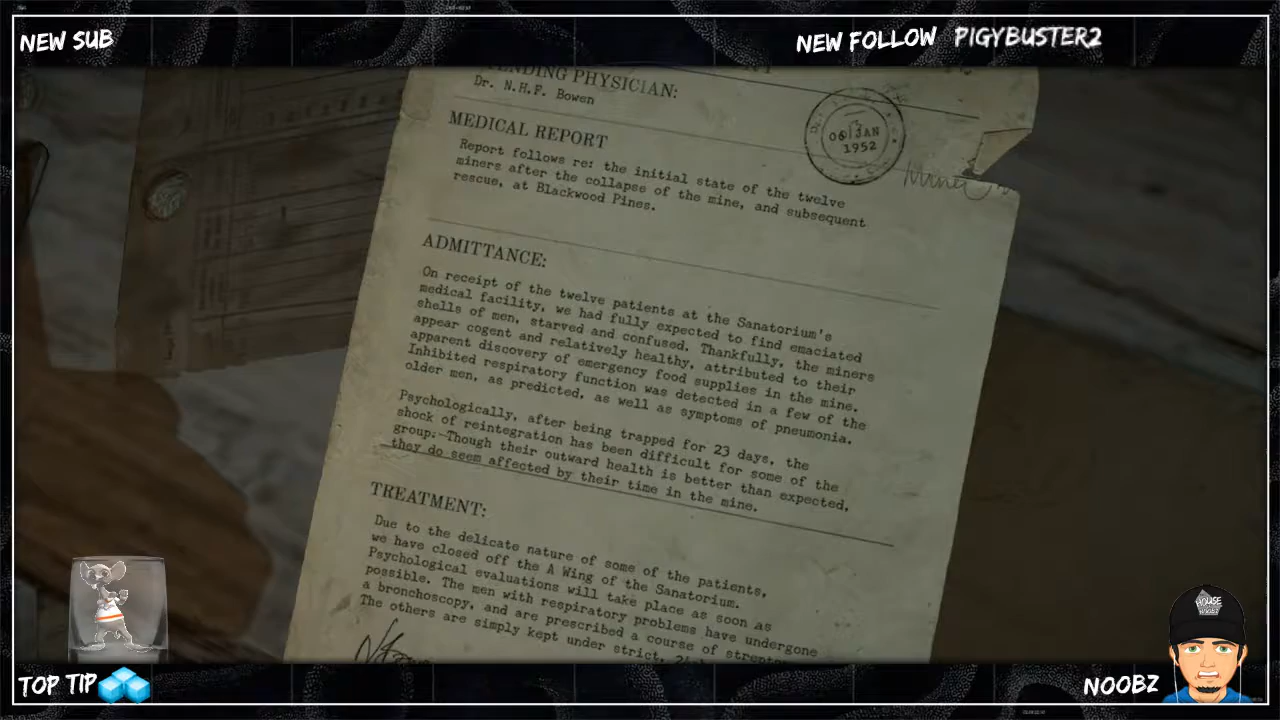 NEW SUB
NEW FOLLOW PIGYBUSTER2
PHYSICIAN:
Dr. N.H.F. Bowen
06 JAN
1952
MEDICAL REPORT
Report follows re: the initial state of the twelve
miners after the collapse of the mine, and subsequent
rescue, at Blackwood Pines.
ADMITTANCE:
On receipt of the twelve patients at the Sanatorium's
medical facility, we had fully expected to find emaciated
shells of men, starved and confused. Thankfully, the miners
appear cogent and relatively healthy, attributed to their
apparent discovery of emergency food supplies in the mine.
Inhibited respiratory function was detected in a few of the
older men, as predicted, as well as symptoms of pneumonia.
Psychologically, after being trapped for 23 days, the
shock of reintegration has been difficult for some of the
group. Though their outward health is better than expected,
they do seem affected by their time in the mine.
TREATMENT:
Due to the delicate nature of some of the patients,
we have closed off the A Wing of the Sanatorium.
Psychological evaluations will take place as soon as
possible. The men with respiratory problems have undergone
a bronchoscopy, and are prescribed a course of
The others are simply kept under strict,
HOUSE
TOP TIP
NOOBZ